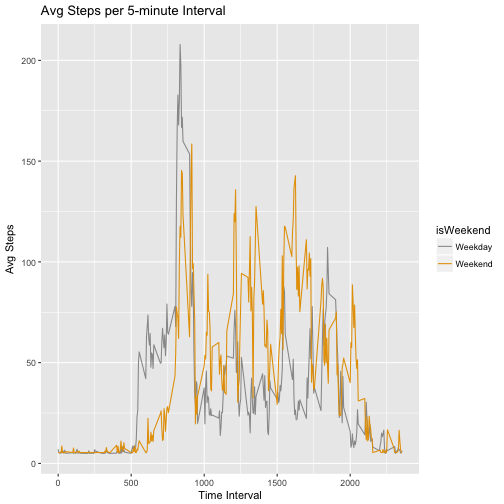 Avg Steps per 5-minute Interval
200
150
100
50
0
Avg Steps
0
500
1000
1500
2000
Time Interval
isWeekend
Weekday
Weekend